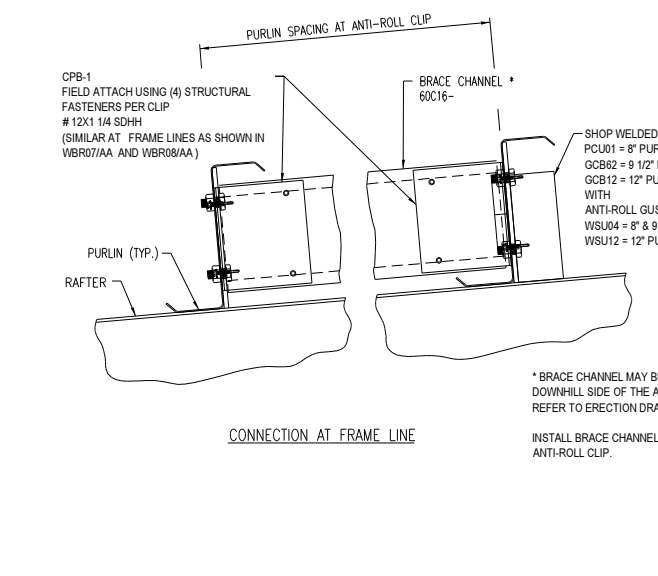 PURLIN SPACING AT ANTI-ROLL CLIP
CPB-1
FIELD ATTACH USING (4) STRUCTURAL
FASTENERS PER CLIP
# 12X1 1/4 SDHH
(SIMILAR AT FRAME LINES AS SHOWN IN
WBR07/AA AND WBR08/AA )
BRACE CHANNEL *
60C16-
SHOP WELDED
PCU01 = 8" PUR
GCB62 = 9 1/2"
GCB12 = 12" PU
WITH
ANTI-ROLL GUS
WSU04 = 8" & 9
WSU12 = 12" PU
PURLIN (TYP.)
RAFTER
* BRACE CHANNEL MAY B
DOWNHILL SIDE OF THE A
REFER TO ERECTION DRA
INSTALL BRACE CHANNEL
ANTI-ROLL CLIP.
CONNECTION AT FRAME LINE